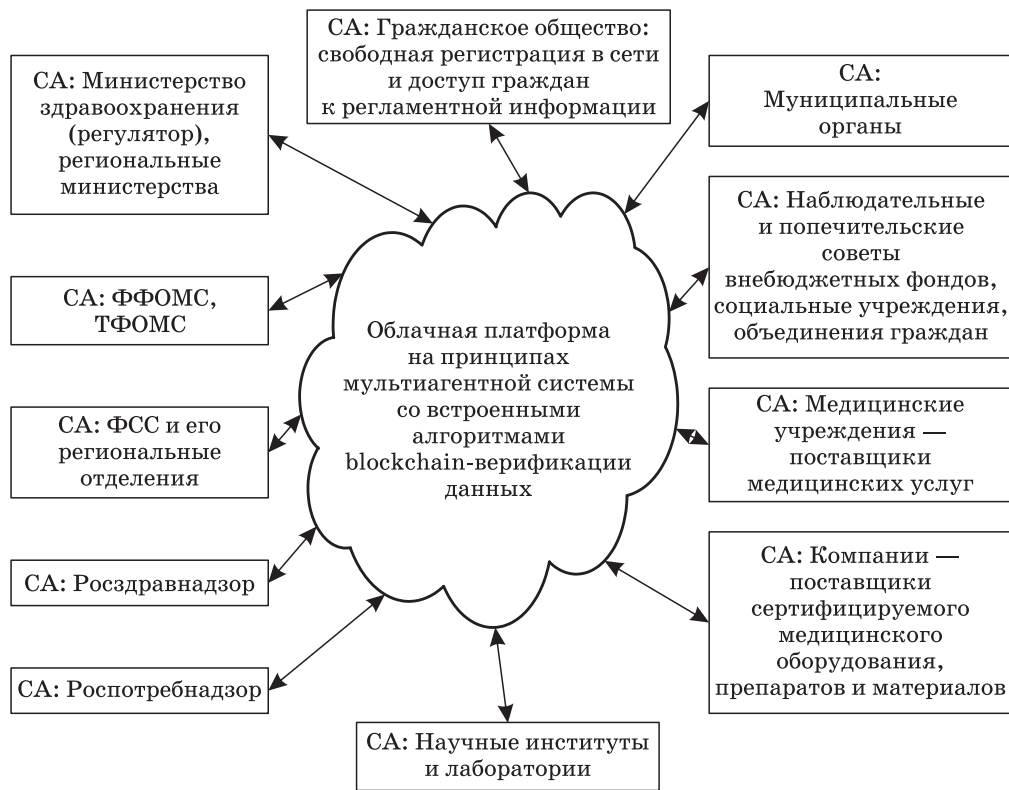 СА: Гражданское общество:
свободная регистрация в сети
и доступ граждан
к регламентной информации
СА: Министерство
здравоохранения
(регулятор),
региональные
министерства
СА:
Муниципальные
органы
СА: Наблюдательные
и попечительские
советы
внебюджетных фондов,
социальные учреждения,
объединения граждан
СА: ФФОМС,
ТФОМС
Облачная платформа
на принципах
мультиагентной системы
со встроенными
алгоритмами
blockchain-верификации
данных
СА: ФСС и его
региональные
отделения
СА: Медицинские
учреждения —
поставщики
медицинских услуг
СА: Росздравнадзор
СА: Компании —
поставщики
сертифицируемого
медицинского
оборудования,
препаратов и материалов
СА: Роспотребнадзор
СА: Научные институты
и лаборатории